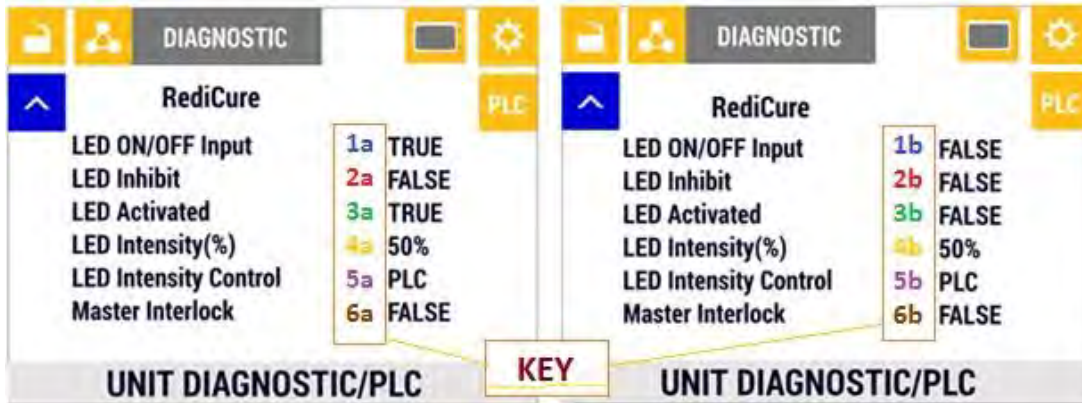 DIAGNOSTIC
RediCure
PLC
LED ON/OFF Input 1a TRUE
LED Inhibit 2a FALSE
LED Activated 3a TRUE
LED Intensity(%) 4a 50%
LED Intensity Control 5a PLC
Master Interlock 6a FALSE
UNIT DIAGNOSTIC/PLC
DIAGNOSTIC
RediCure
PLC
LED ON/OFF Input 1b FALSE
LED Inhibit 2b FALSE
LED Activated 3b FALSE
LED Intensity(%) 4b 50%
LED Intensity Control 5b PLC
Master Interlock 6b FALSE
UNIT DIAGNOSTIC/PLC
KEY